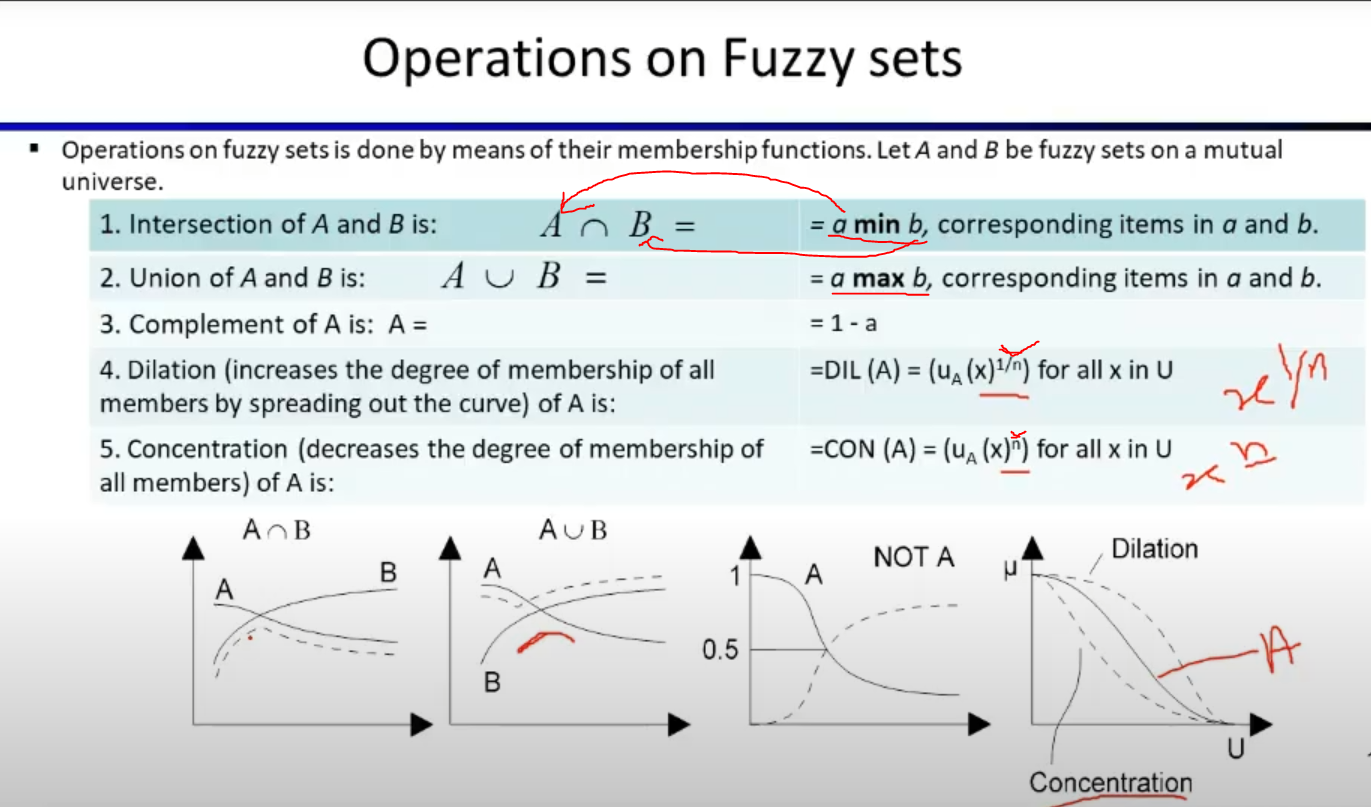 Operations on Fuzzy sets
▪ Operations on fuzzy sets is done by means of their membership functions. Let A and B be fuzzy sets on a mutual
universe.
1. Intersection of A and B is: A ∩ B = = a min b, corresponding items in a and b.
2. Union of A and B is: A ∪ B = = a max b, corresponding items in a and b.
3. Complement of A is: A = = 1 - a
4. Dilation (increases the degree of membership of all =DIL (A) = (u_A (x)^1/n) for all x in U x^1/n
members by spreading out the curve) of A is:
5. Concentration (decreases the degree of membership of =CON (A) = (u_A (x)^n) for all x in U x^n
all members) of A is:
A ∩ B
A
B
A ∪ B
A
B
NOT A
1
A
0.5
Dilation
μ
A
U
Concentration